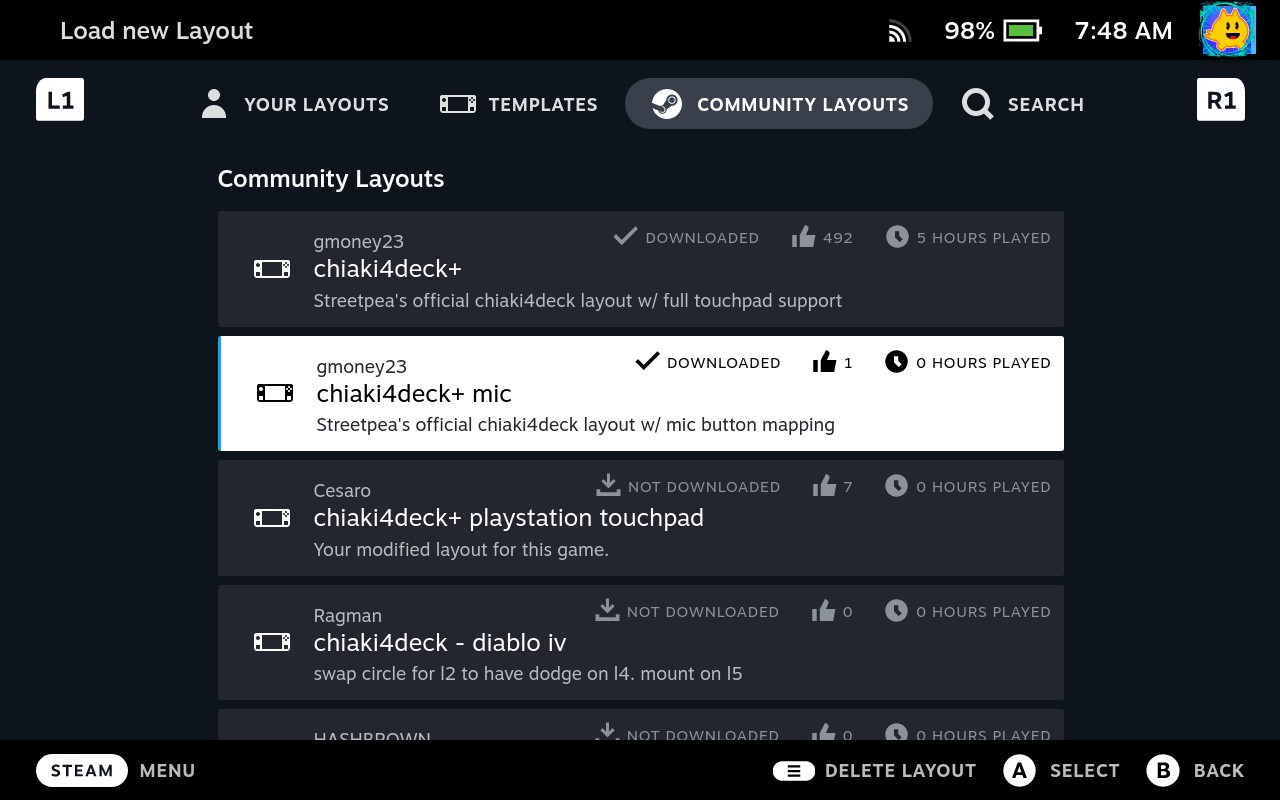 Load new Layout
98%
7:48 AM
L1
YOUR LAYOUTS
TEMPLATES
COMMUNITY LAYOUTS
SEARCH
R1
Community Layouts
gmoney23
DOWNLOADED
492
5 HOURS PLAYED
chiaki4deck+
Streetpea's official chiaki4deck layout w/ full touchpad support
gmoney23
DOWNLOADED
1
0 HOURS PLAYED
chiaki4deck+ mic
Streetpea's official chiaki4deck layout w/ mic button mapping
Cesaro
NOT DOWNLOADED
7
0 HOURS PLAYED
chiaki4deck+ playstation touchpad
Your modified layout for this game.
Ragman
NOT DOWNLOADED
0
0 HOURS PLAYED
chiaki4deck - diablo iv
swap circle for l2 to have dodge on l4. mount on l5
HASHBROWN
NOT DOWNLOADED
0
0 HOURS PLAYED
STEAM
MENU
DELETE LAYOUT
A
SELECT
B
BACK